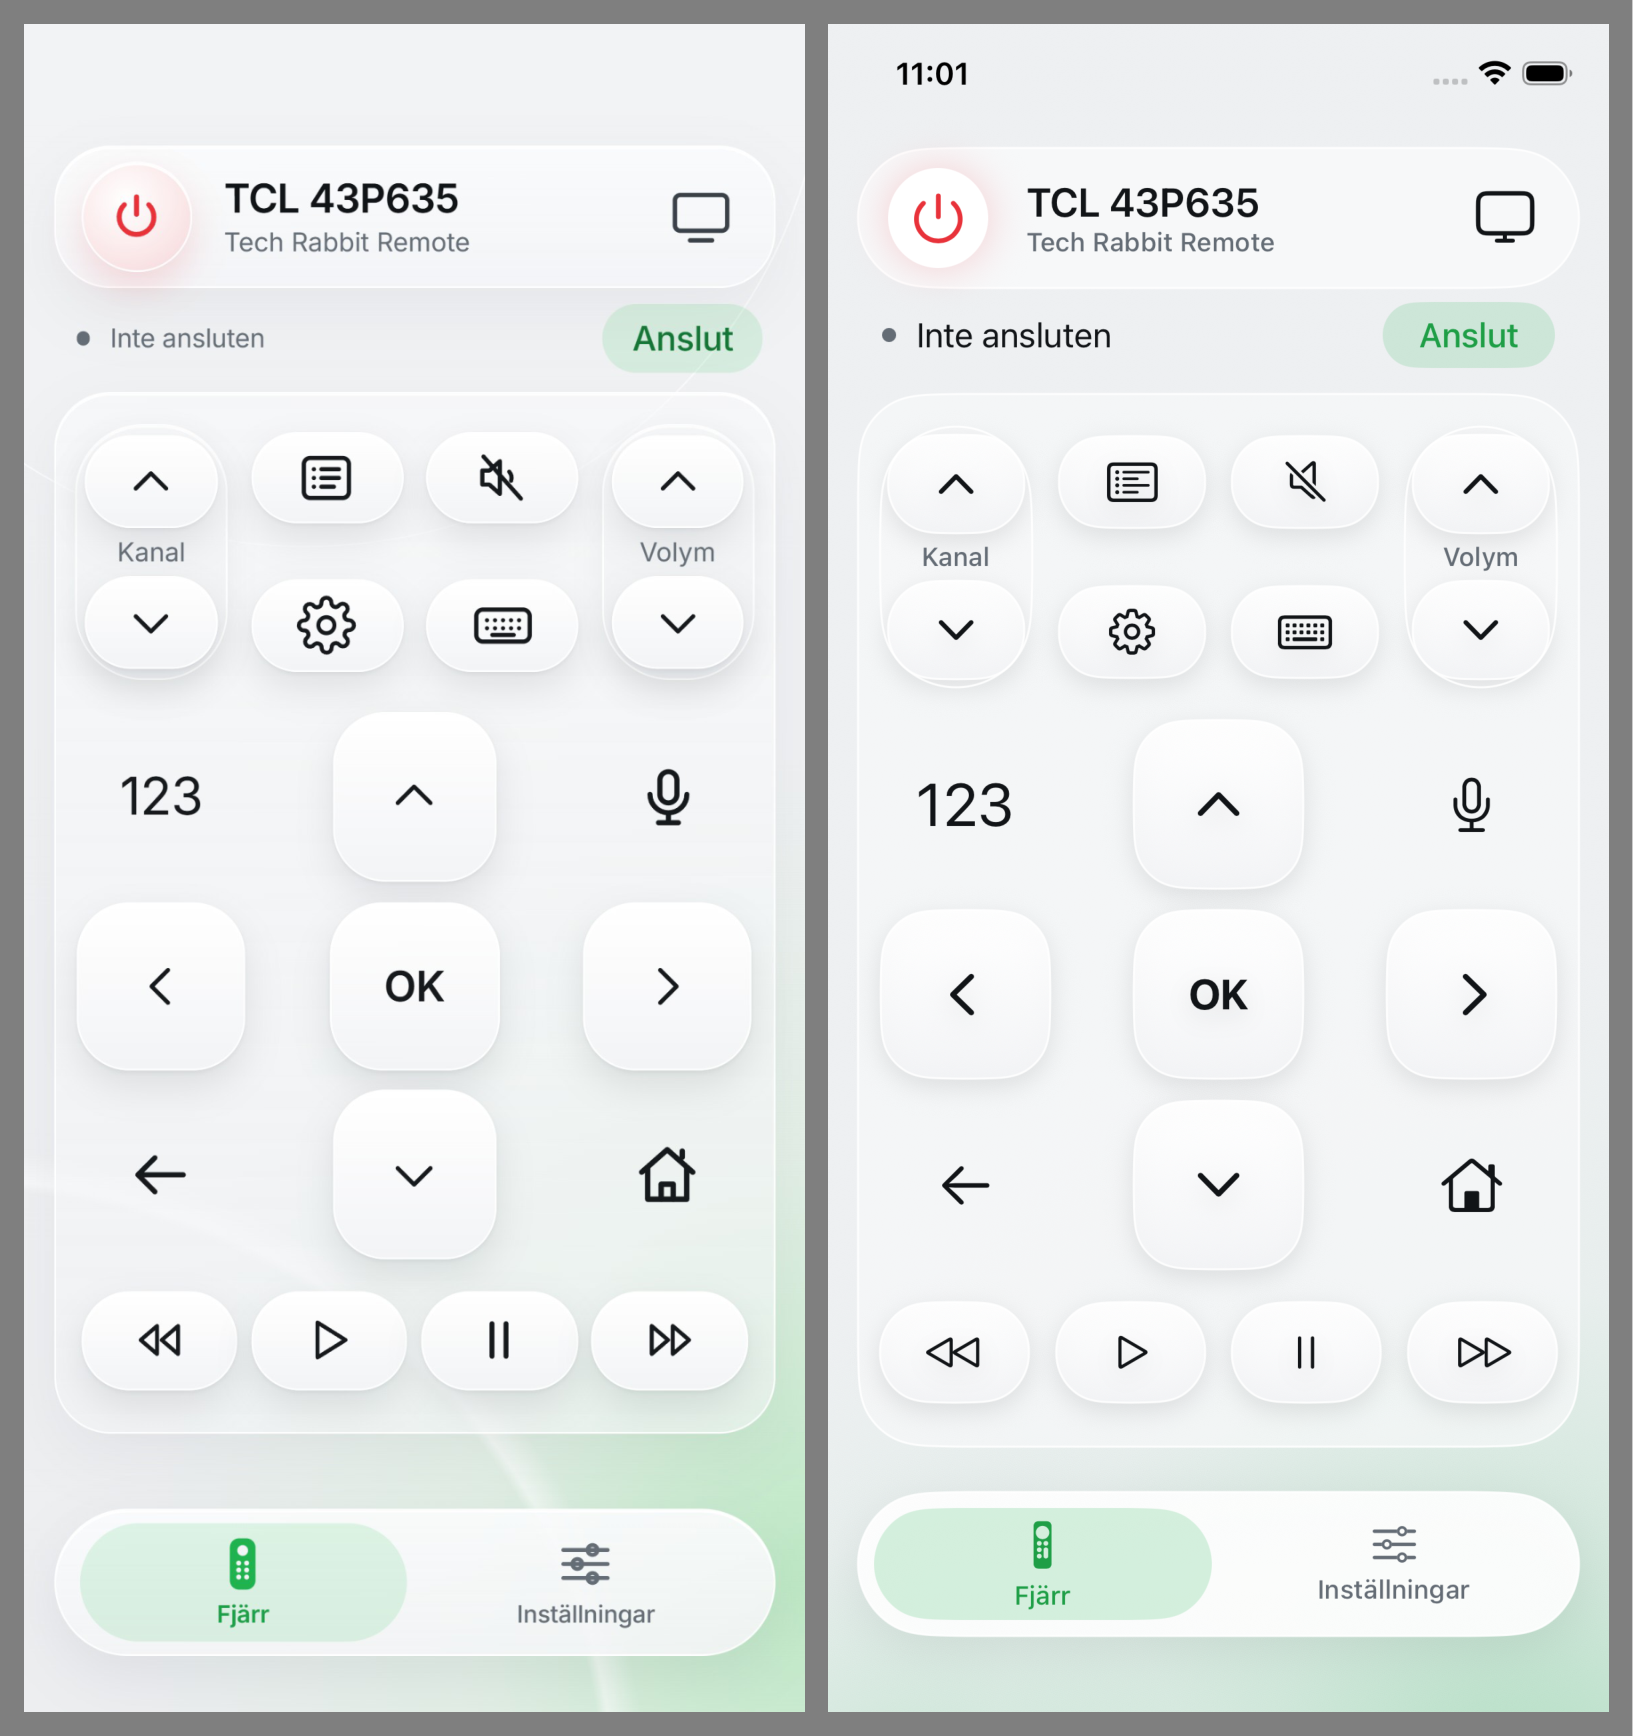 TCL 43P635
Tech Rabbit Remote
Inte ansluten
Anslut
Kanal
Volym
123
OK
Fjärr
Inställningar
11:01
TCL 43P635
Tech Rabbit Remote
Inte ansluten
Anslut
Kanal
Volym
123
OK
Fjärr
Inställningar